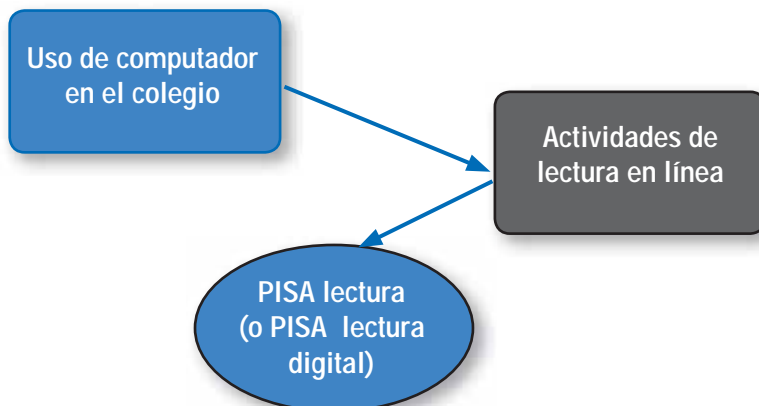 Uso de computador
en el colegio
Actividades de
lectura en línea
PISA lectura
(o PISA lectura
digital)